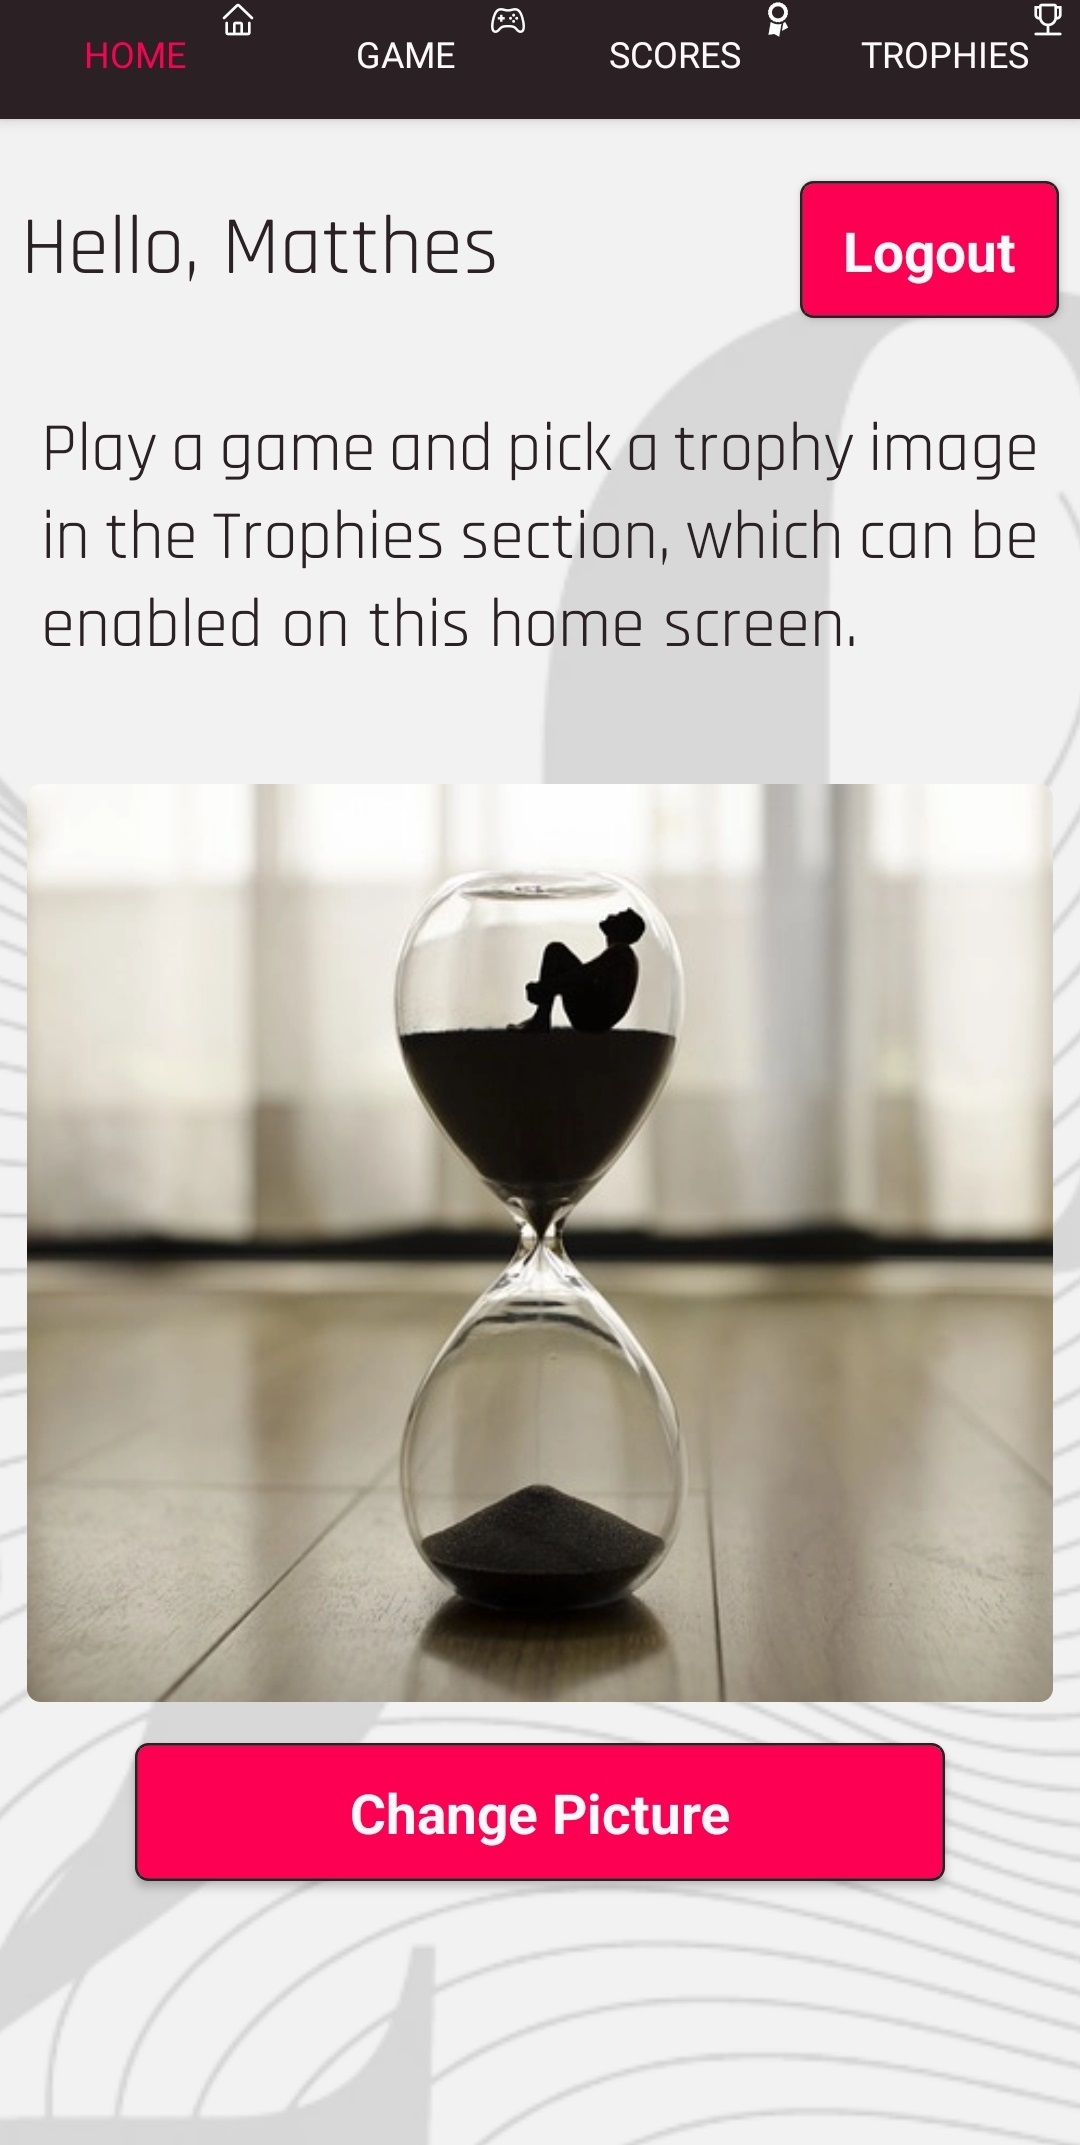 HOME
GAME
SCORES
TROPHIES
Hello, Matthes
Logout
Play a game and pick a trophy image
in the Trophies section, which can be
enabled on this home screen.
Change Picture